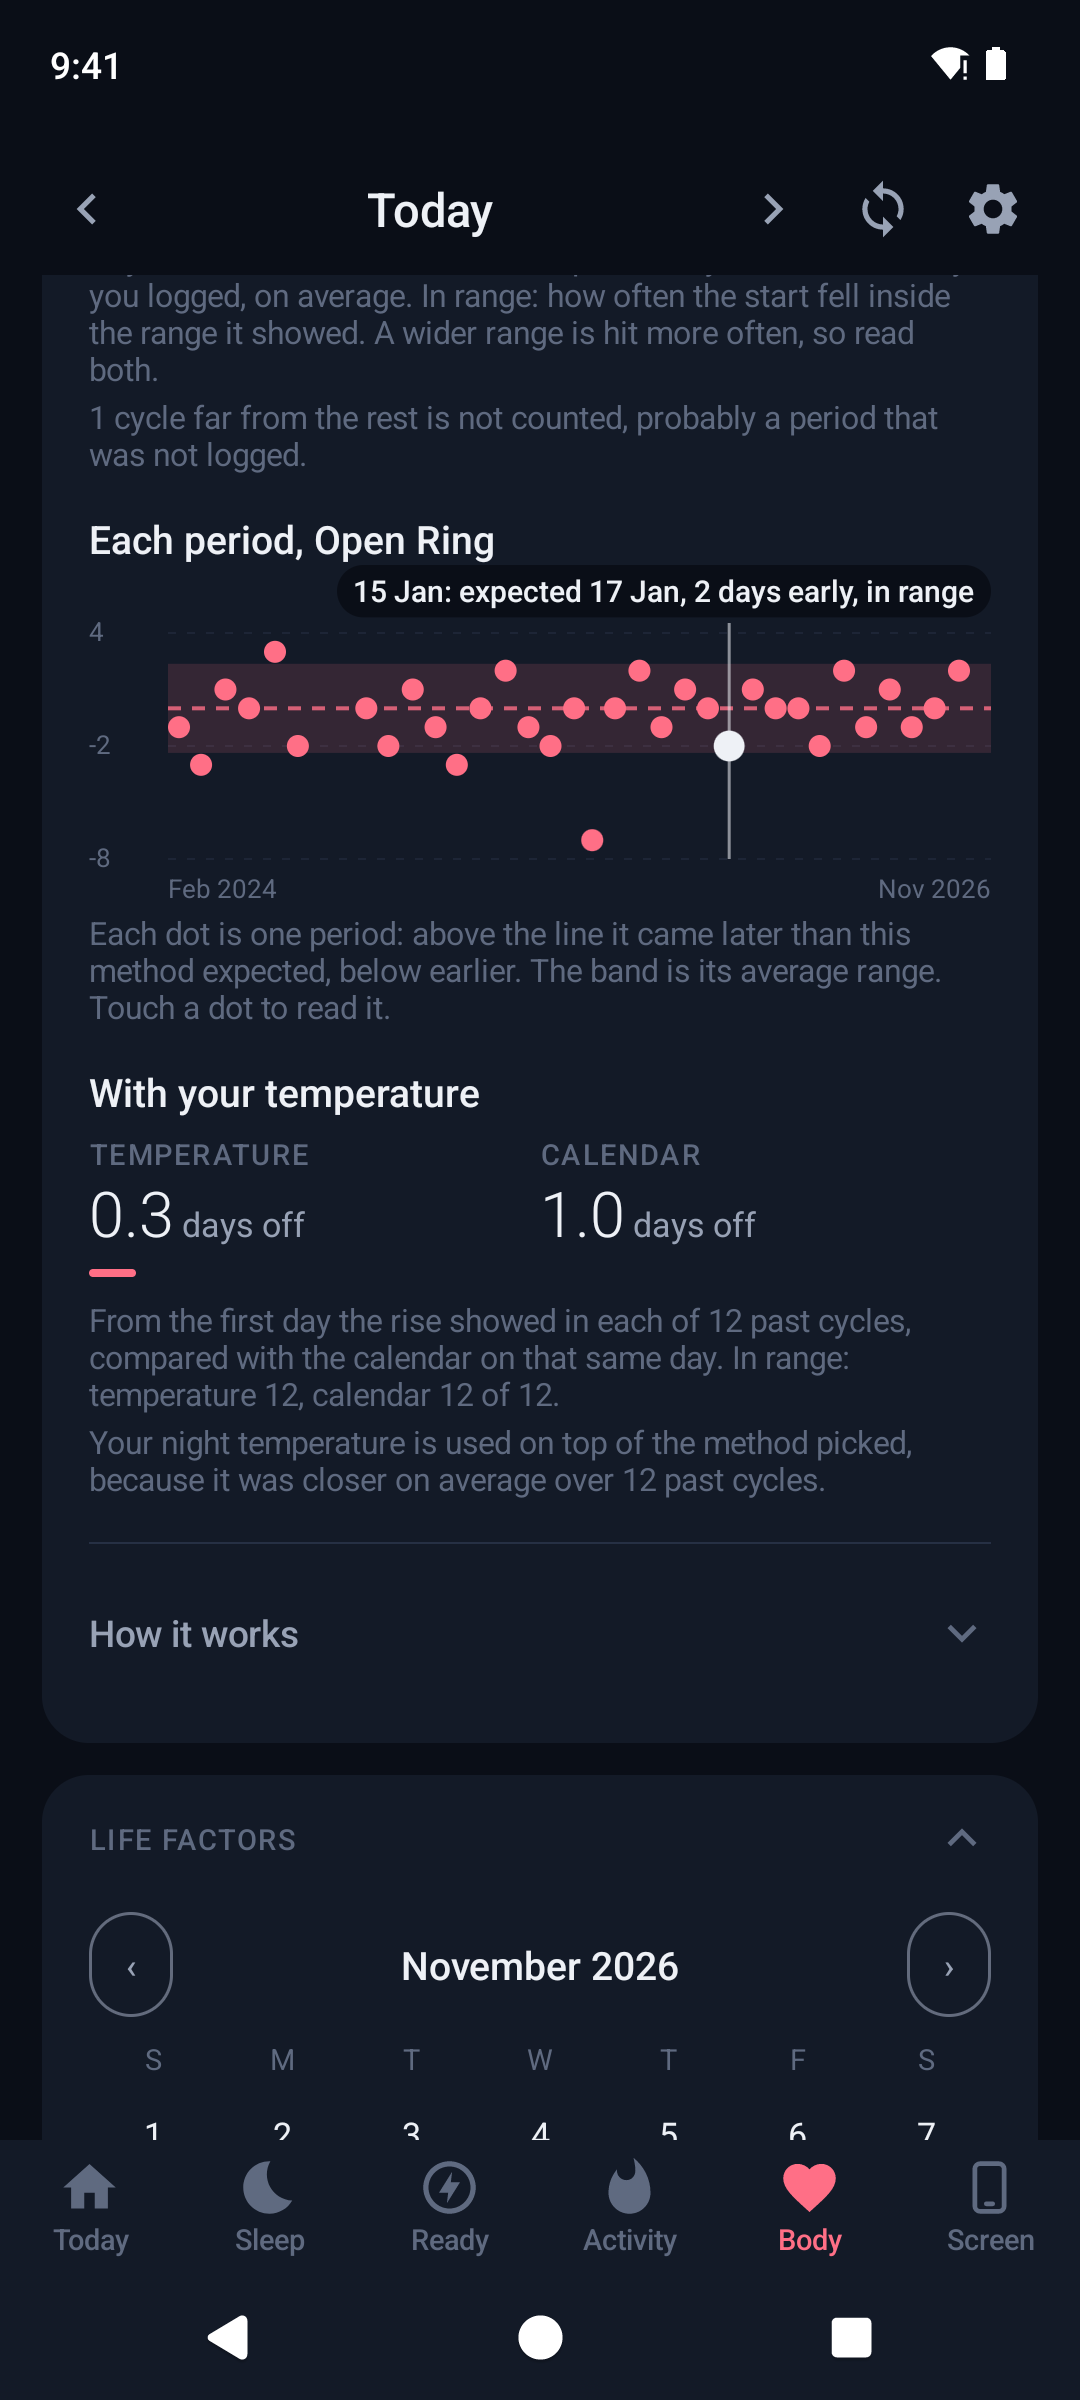 9:41
Today
you logged, on average. In range: how often the start fell inside
the range it showed. A wider range is hit more often, so read
both.
1 cycle far from the rest is not counted, probably a period that
was not logged.
Each period, Open Ring
15 Jan: expected 17 Jan, 2 days early, in range
4
-2
-8
Feb 2024
Nov 2026
Each dot is one period: above the line it came later than this
method expected, below earlier. The band is its average range.
Touch a dot to read it.
With your temperature
TEMPERATURE
CALENDAR
0.3 days off
1.0 days off
From the first day the rise showed in each of 12 past cycles,
compared with the calendar on that same day. In range:
temperature 12, calendar 12 of 12.
Your night temperature is used on top of the method picked,
because it was closer on average over 12 past cycles.
How it works
LIFE FACTORS
‹
November 2026
›
S M T W T F S
1 2 3 4 5 6 7
Today
Sleep
Ready
Activity
Body
Screen